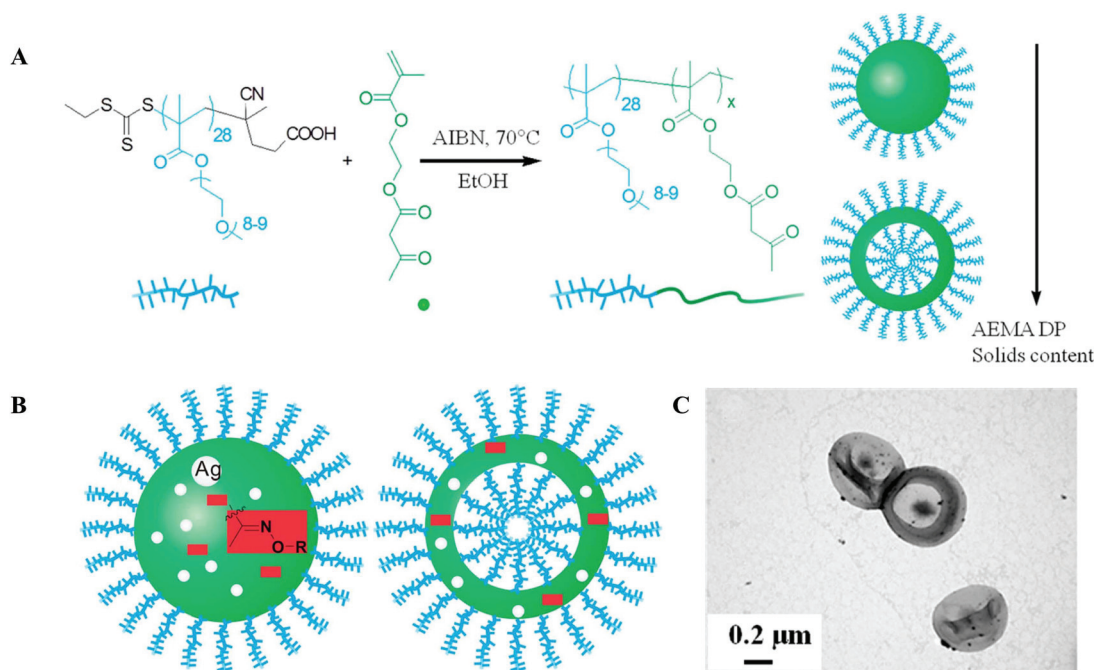 A
S
S
S
28
CN
COOH
O
O
O
8-9
+
O
O
O
O
O
AIBN, 70°C
EtOH
28
x
O
O
O
8-9
O
O
O
O
O
AEMA DP
Solids content
B
Ag
N
O-R
C
0.2 μm